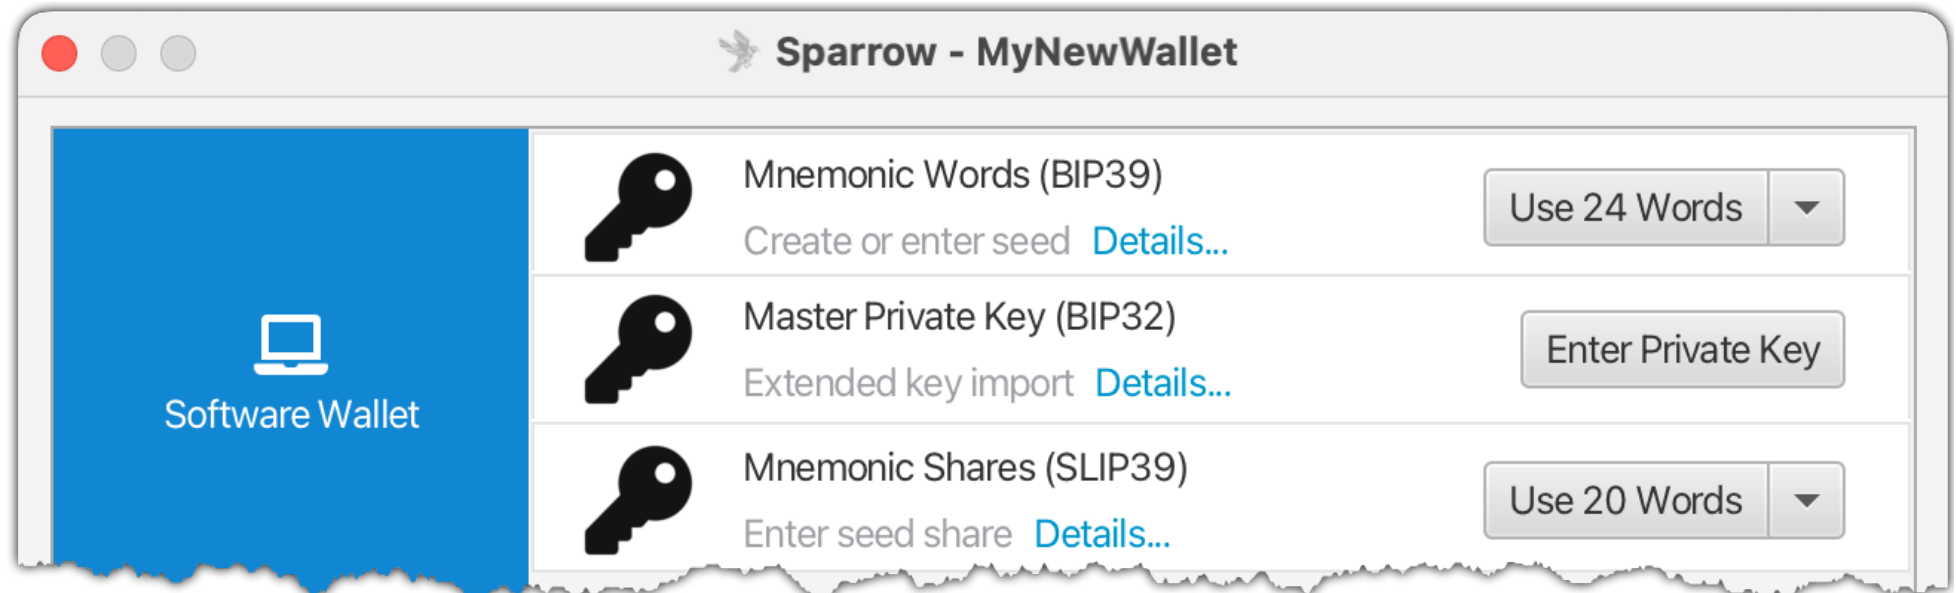 Sparrow - MyNewWallet
Software Wallet
Mnemonic Words (BIP39)
Create or enter seed Details...
Use 24 Words
Master Private Key (BIP32)
Extended key import Details...
Enter Private Key
Mnemonic Shares (SLIP39)
Enter seed share Details...
Use 20 Words